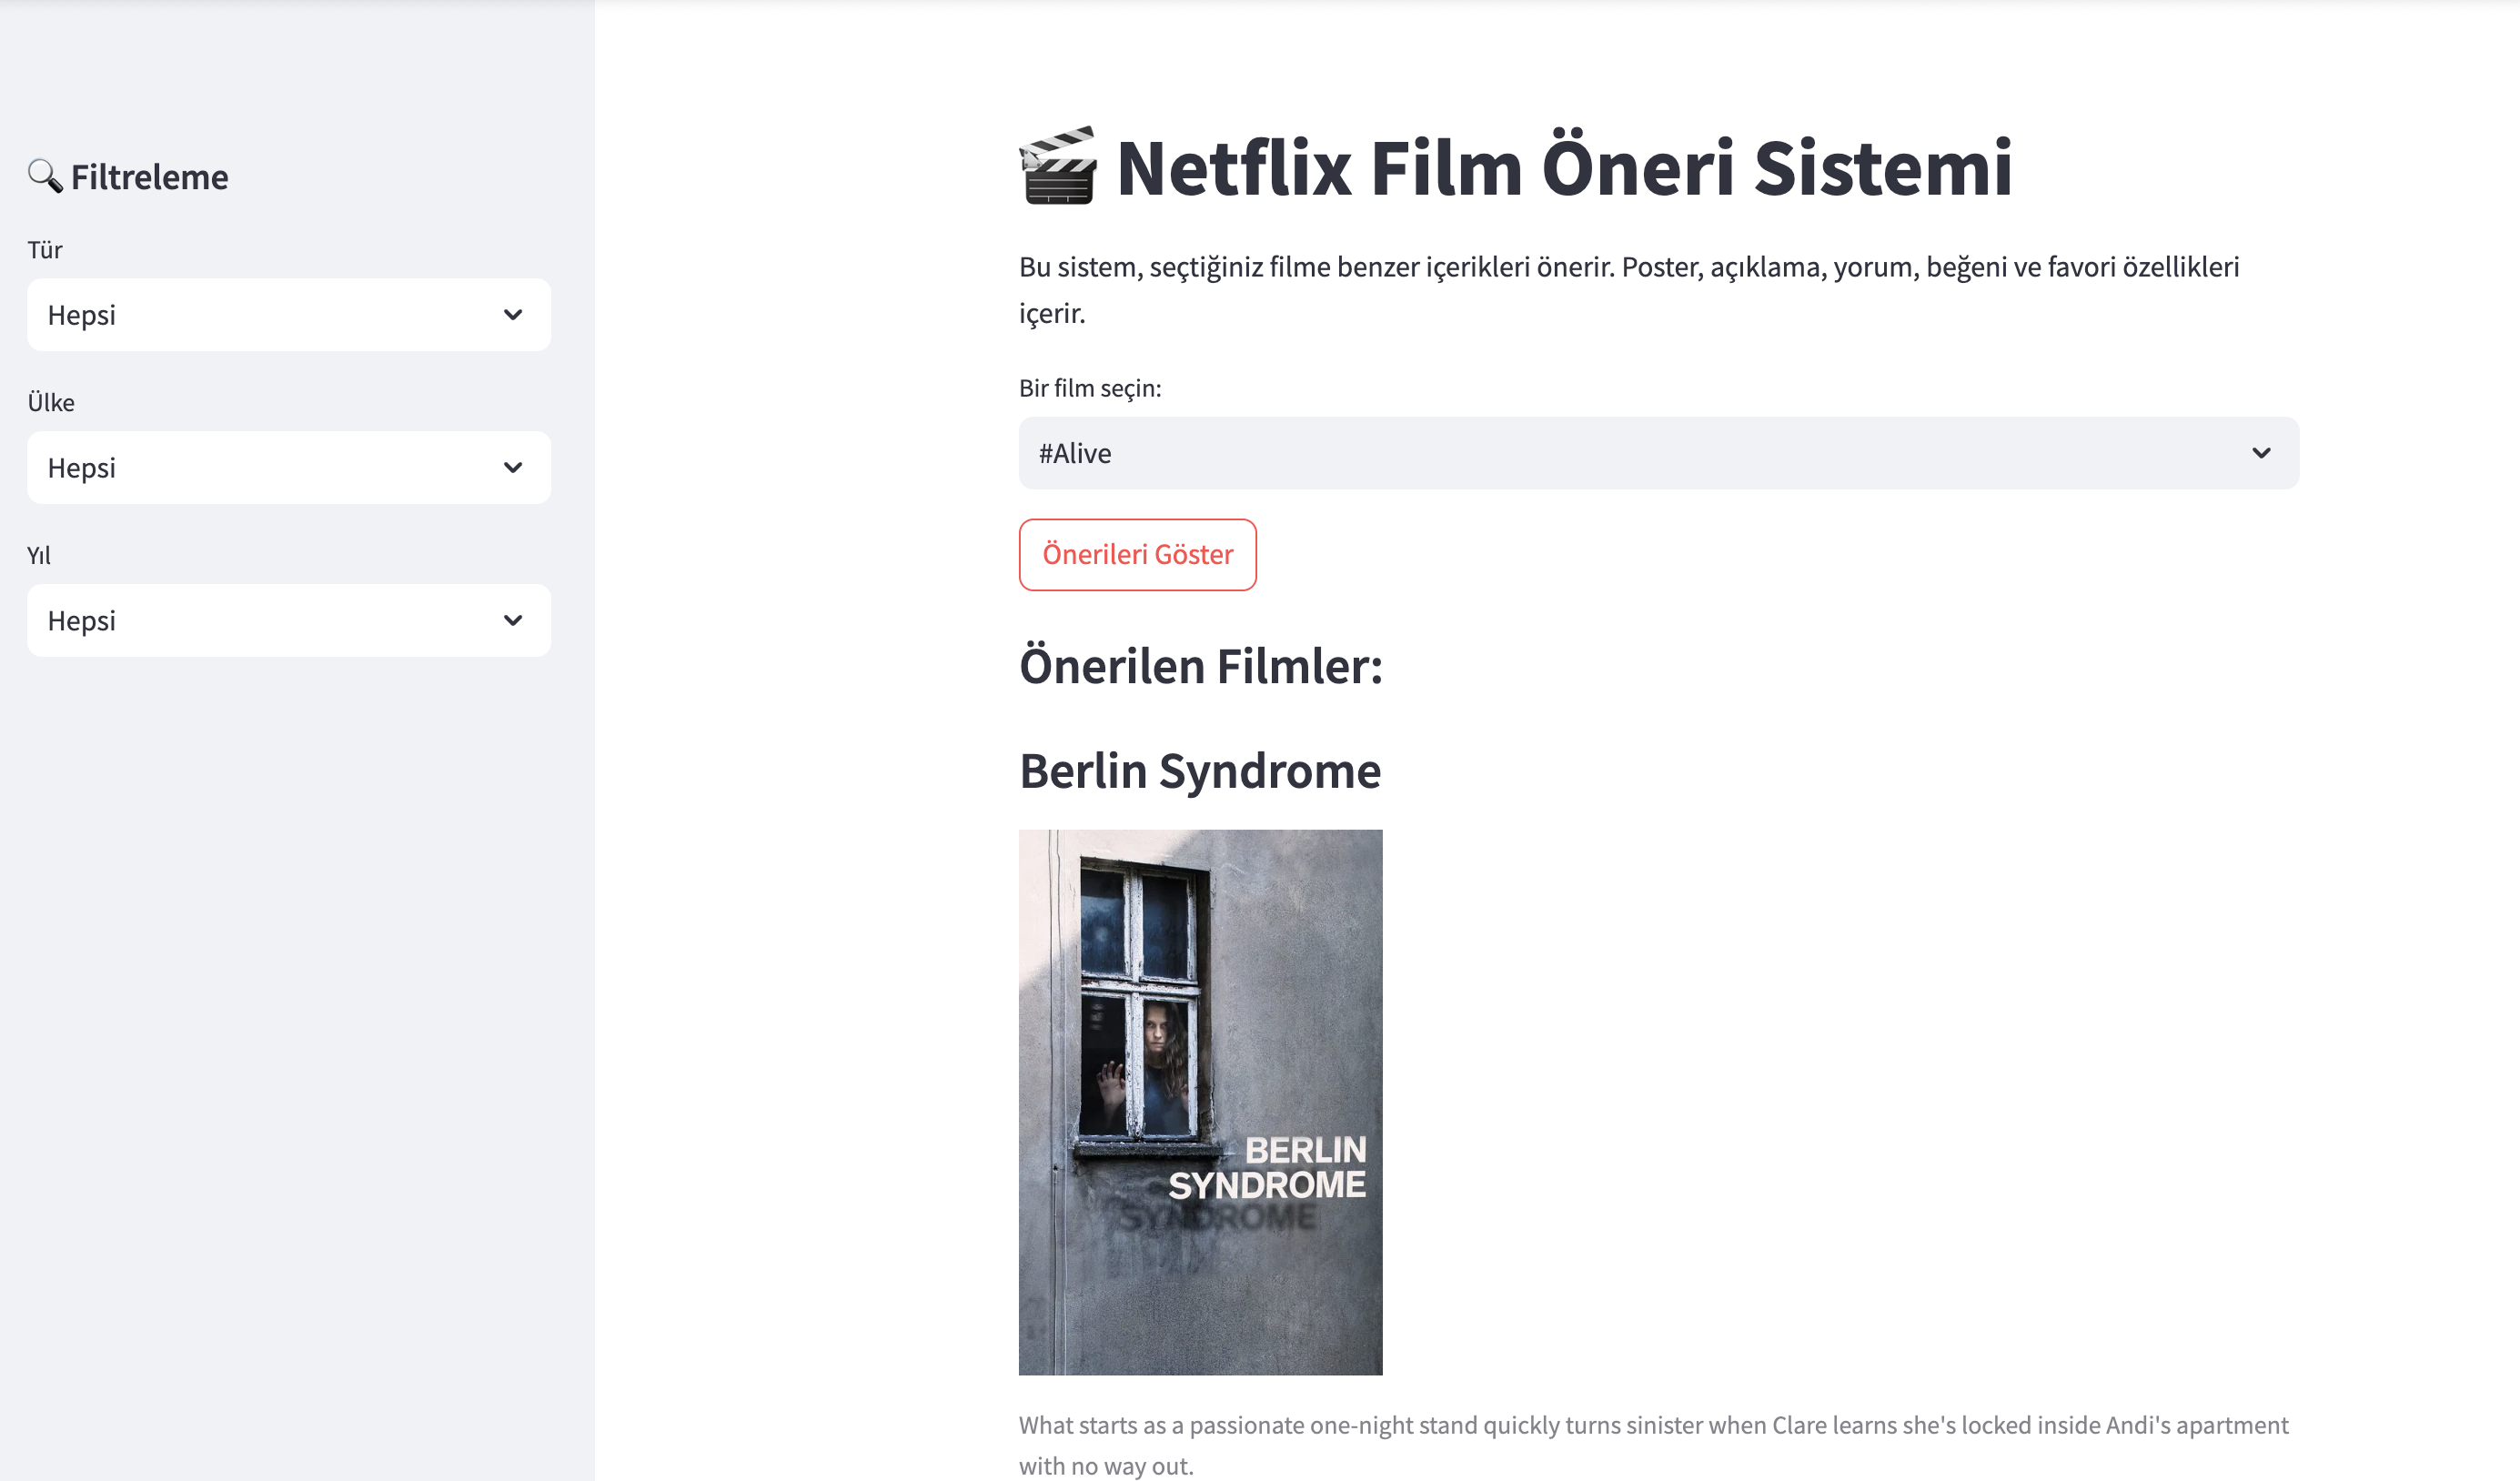 Filtreleme
Tür
Hepsi
Ülke
Hepsi
Yıl
Hepsi
Netflix Film Öneri Sistemi
Bu sistem, seçtiğiniz filme benzer içerikleri önerir. Poster, açıklama, yorum, beğeni ve favori özellikleri
içerir.
Bir film seçin:
#Alive
Önerileri Göster
Önerilen Filmler:
Berlin Syndrome
BERLIN
SYNDROME
SYNDROME
What starts as a passionate one-night stand quickly turns sinister when Clare learns she's locked inside Andi's apartment
with no way out.